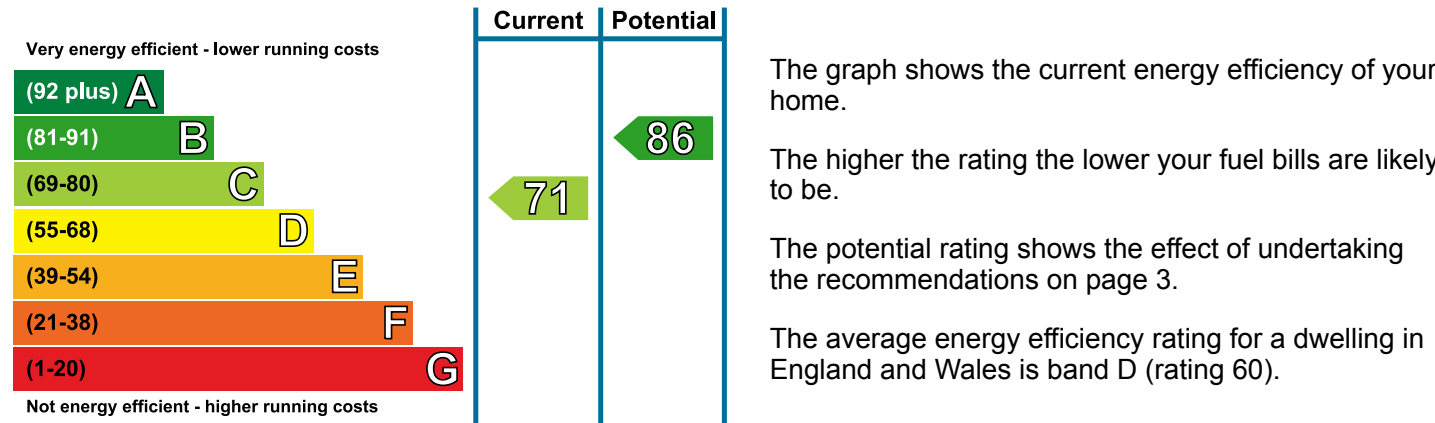 Current Potential
Very energy efficient - lower running costs
(92 plus) A
(81-91) B
86
(69-80) C
71
(55-68) D
(39-54) E
(21-38) F
(1-20) G
Not energy efficient - higher running costs
The graph shows the current energy efficiency of your
home.
The higher the rating the lower your fuel bills are likely
to be.
The potential rating shows the effect of undertaking
the recommendations on page 3.
The average energy efficiency rating for a dwelling in
England and Wales is band D (rating 60).